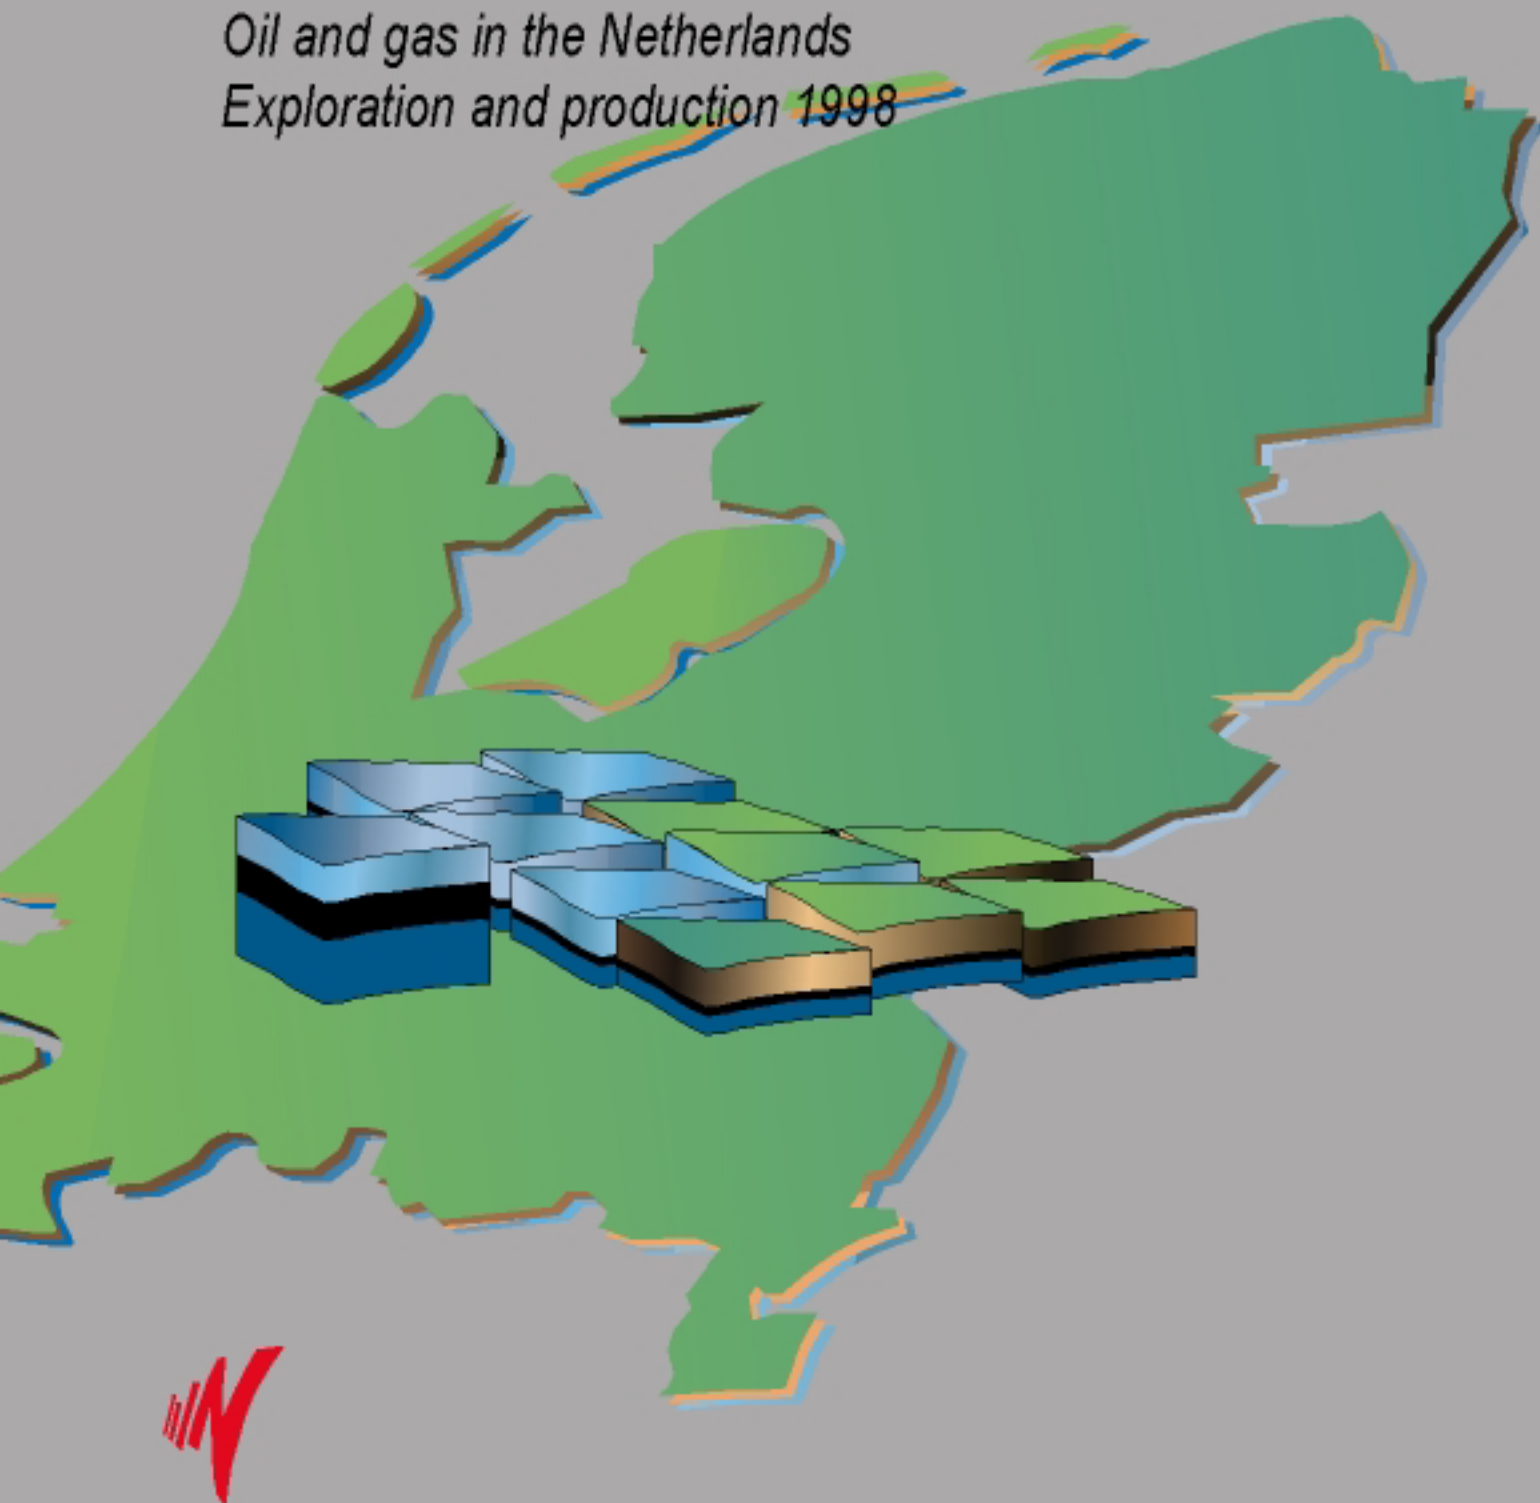 Oil and gas in the Netherlands
Exploration and production 1998